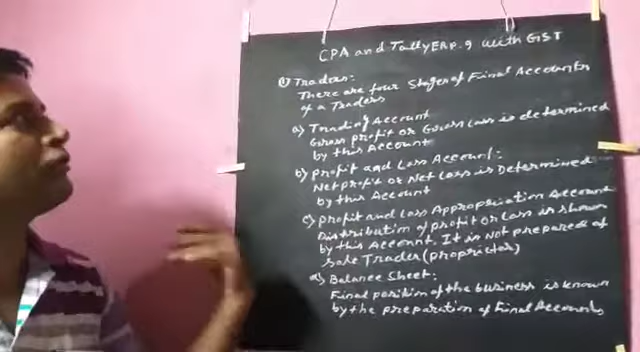 CPA and TallyERP.9 with GST
① Traders:
There are four Stages of Final Accounts
of a Traders
a) Trading Account
Gross profit or Gross Loss is determined
by this Account
b) profit and Loss Account:
Net profit or Net Loss is Determined
by this Account
c) profit and Loss Appropriation Account
Distribution of profit or Loss is shown
by this Account. It is Not prepared of
sole Trader (proprietor)
d) Balance Sheet:
Final position of the business is known
by the preparation of Final Accounts